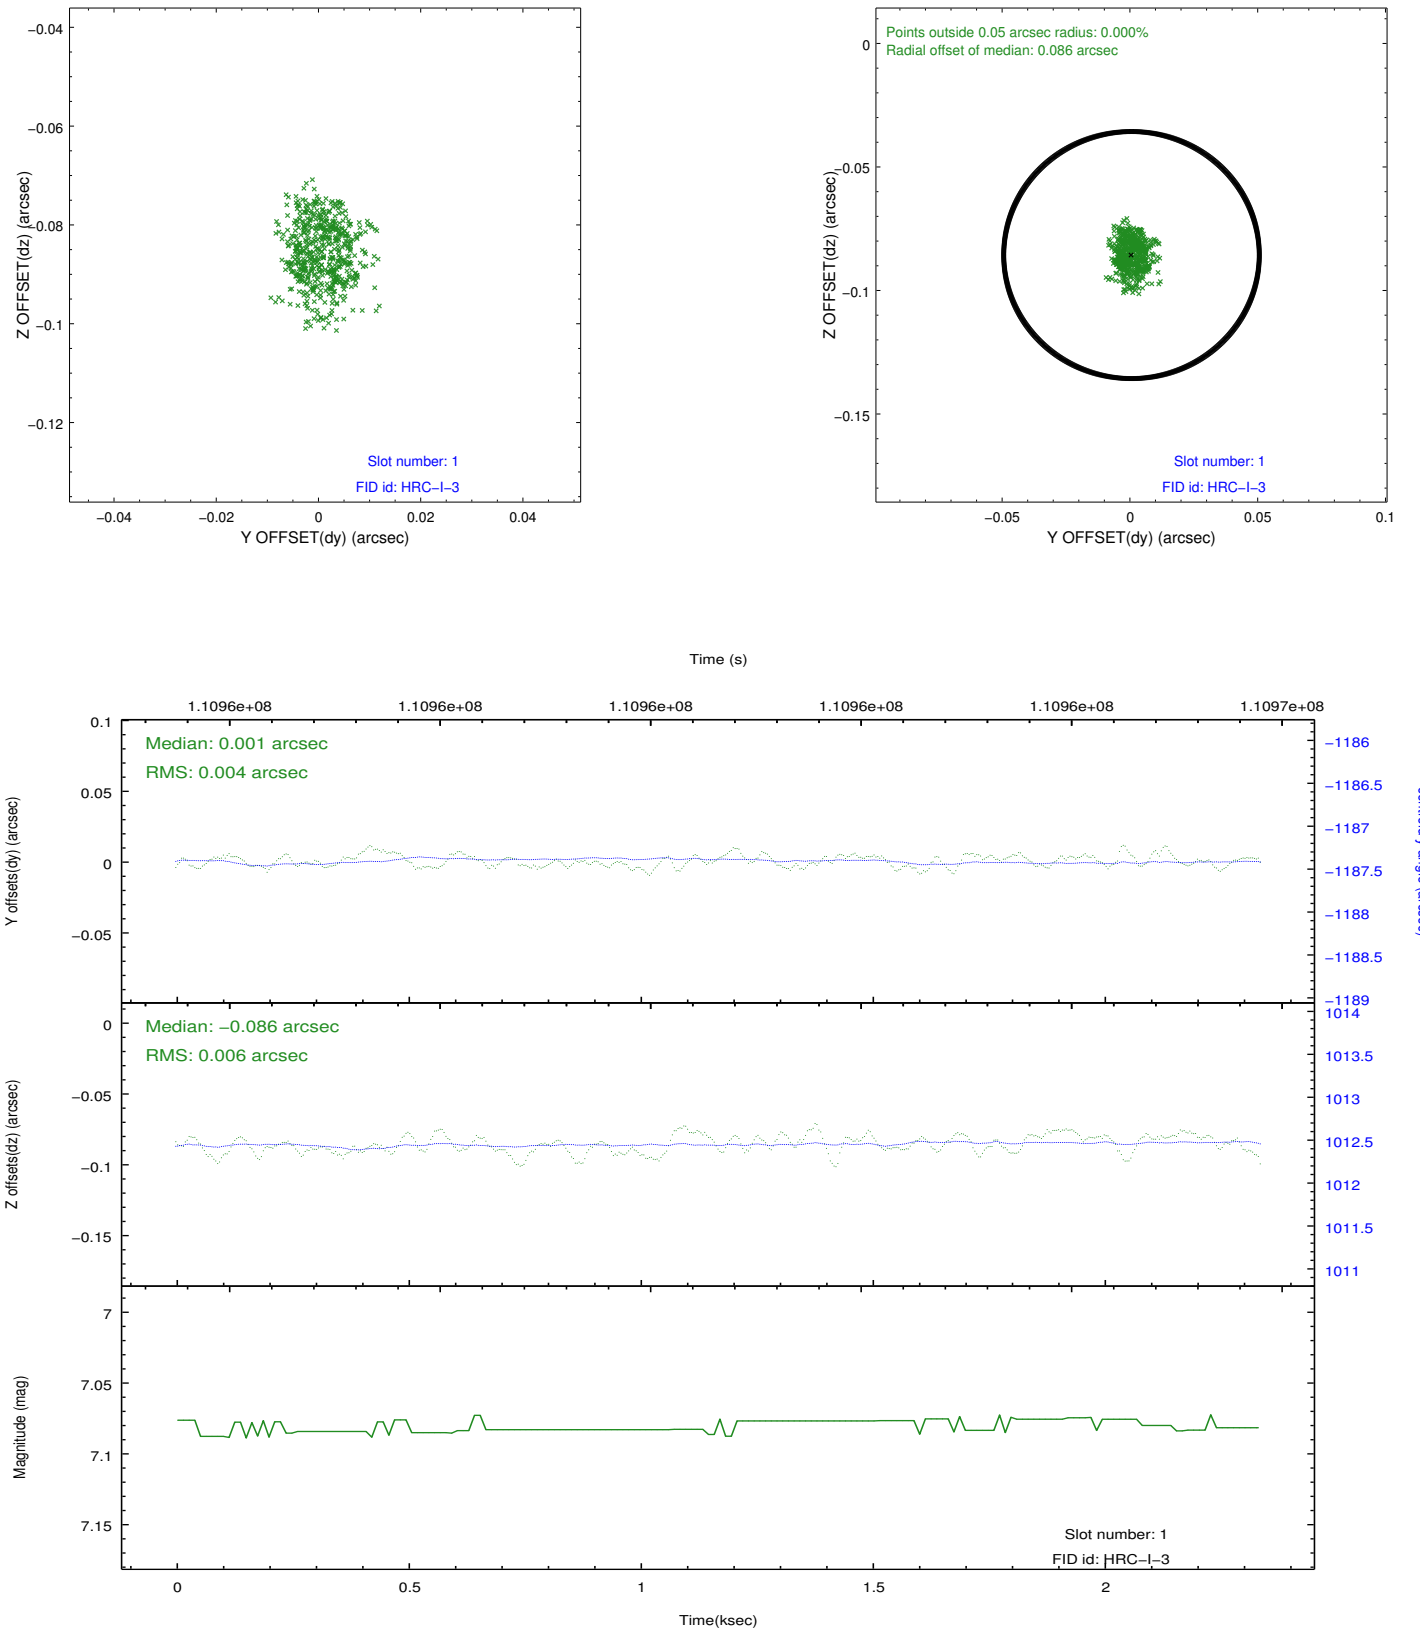 −0.04
−0.06
−0.08
−0.1
−0.12
Z OFFSET(dz) (arcsec)
Slot number: 1
FID id: HRC−I−3
−0.04 −0.02 0 0.02 0.04
Y OFFSET(dy) (arcsec)
Points outside 0.05 arcsec radius: 0.000%
Radial offset of median: 0.086 arcsec
0
−0.05
−0.1
−0.15
Z OFFSET(dz) (arcsec)
Slot number: 1
FID id: HRC−I−3
−0.05 0 0.05 0.1
Y OFFSET(dy) (arcsec)
Time (s)
1.1096e+08 1.1096e+08 1.1096e+08 1.1096e+08 1.1096e+08 1.1097e+08
Median: 0.001 arcsec
RMS: 0.004 arcsec
0.1
0.05
0
−0.05
Y offsets(dy) (arcsec)
−1186
−1186.5
−1187
−1187.5
−1188
−1188.5
−1189
Median: −0.086 arcsec
RMS: 0.006 arcsec
0
−0.05
−0.1
−0.15
Z offsets(dz) (arcsec)
1014
1013.5
1013
1012.5
1012
1011.5
1011
7
7.05
7.1
7.15
Magnitude (mag)
Slot number: 1
FID id: HRC−I−3
0 0.5 1 1.5 2
Time(ksec)